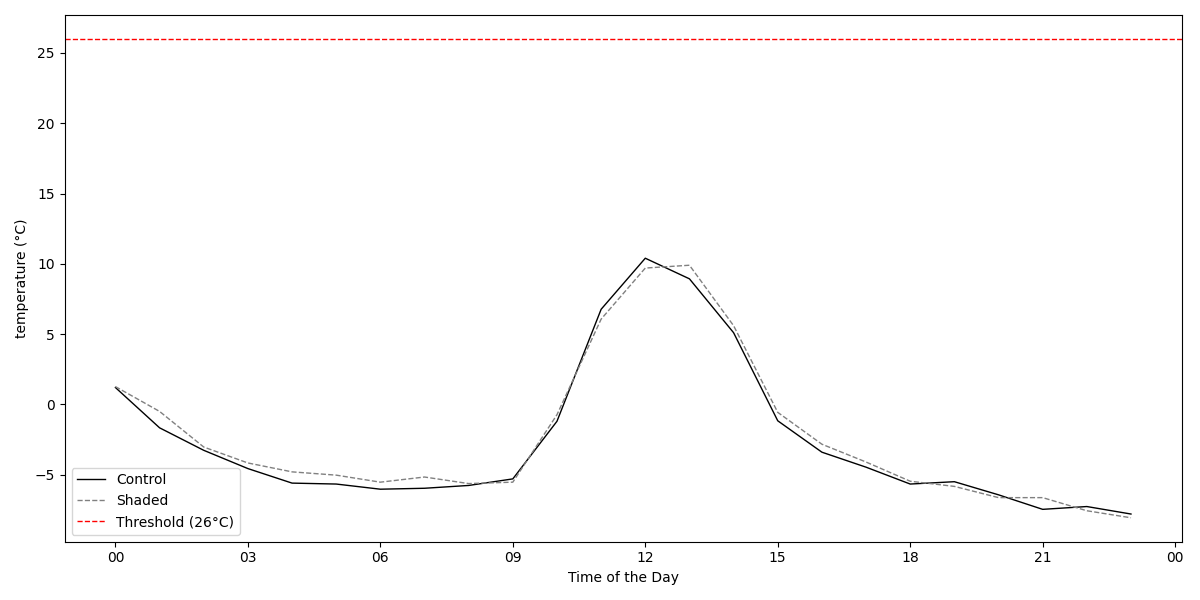 temperature (°C)
25
20
15
10
5
0
−5
Control
Shaded
Threshold (26°C)
00 03 06 09 12 15 18 21 00
Time of the Day